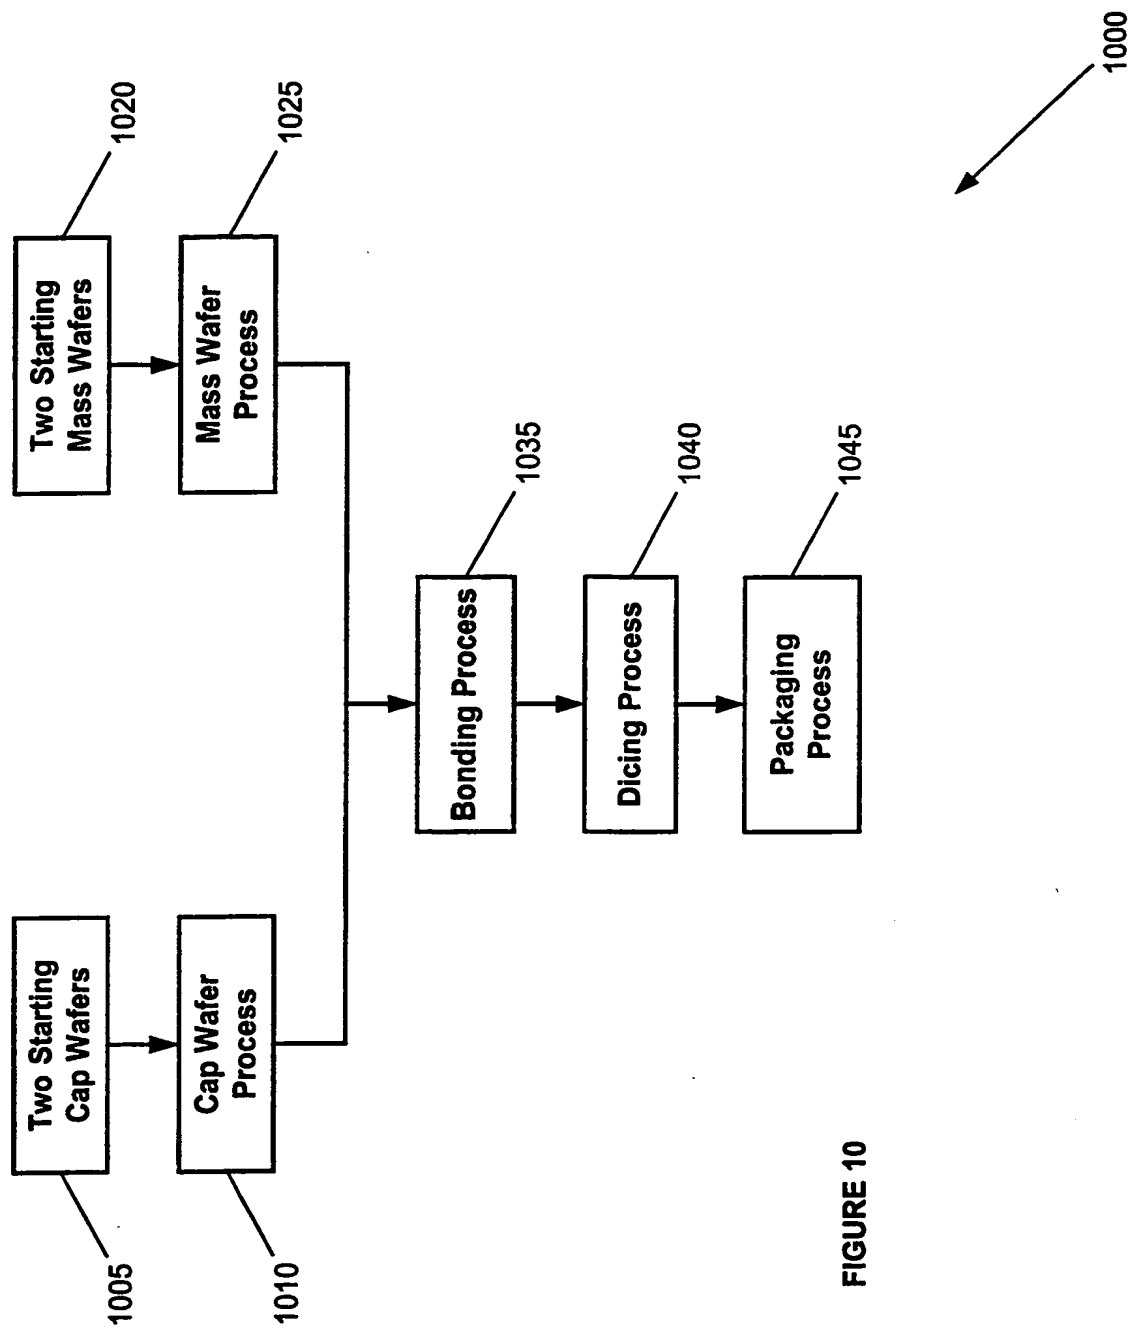 Two Starting
Cap Wafers
1005
Cap Wafer
Process
1010
Two Starting
Mass Wafers
1020
Mass Wafer
Process
1025
Bonding Process
1035
Dicing Process
1040
Packaging
Process
1045
FIGURE 10
1000